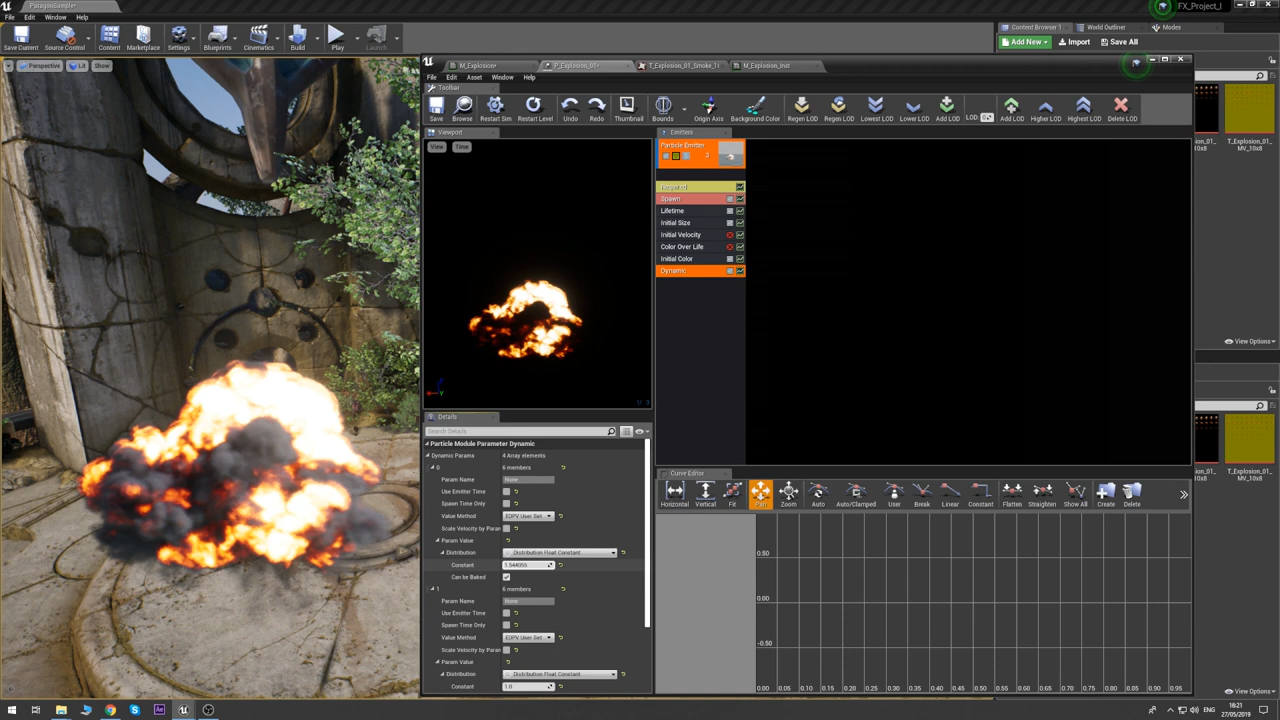 ParagonSample*
FX_Project_I
File Edit Window Help
Save Current Source Control Content Marketplace Settings Blueprints Cinematics Build Play Launch
Content Browser 1 World Outliner Modes
Add New Import Save All
Perspective Lit Show
M_Explosion* P_Explosion_01* T_Explosion_01_Smoke_1 M_Explosion_Inst
File Edit Asset Window Help
Toolbar
Save Browse Restart Sim Restart Level Undo Redo Thumbnail Bounds Origin Axis Background Color Regen LOD Regen LOD Lowest LOD Lower LOD Add LOD LOD: Add LOD Higher LOD Highest LOD Delete LOD
Viewport
View Time
Emitters
Particle Emitter
3
Required
Spawn
Lifetime
Initial Size
Initial Velocity
Color Over Life
Initial Color
Dynamic
T_Explosion_01_
MV_10x8
View Options
Details
Search Details
Particle Module Parameter Dynamic
Dynamic Params 4 Array elements
0 6 members
Param Name None
Use Emitter Time
Spawn Time Only
Value Method EDPV User Set
Scale Velocity by Param
Param Value
Distribution Distribution Float Constant
Constant 1.544055
Can be Baked
1 6 members
Param Name None
Use Emitter Time
Spawn Time Only
Value Method EDPV User Set
Scale Velocity by Param
Param Value
Distribution Distribution Float Constant
Constant 1.0
Curve Editor
Horizontal Vertical Fit Pan Zoom Auto Auto/Clamped User Break Linear Constant Flatten Straighten Show All Create Delete
0.50
0.00
-0.50
0.00 0.05 0.10 0.15 0.20 0.25 0.30 0.35 0.40 0.45 0.50 0.55 0.60 0.65 0.70 0.75 0.80 0.85 0.90 0.95
T_Explosion_01_
MV_10x8
View Options
ENG
16:21
27/05/2019